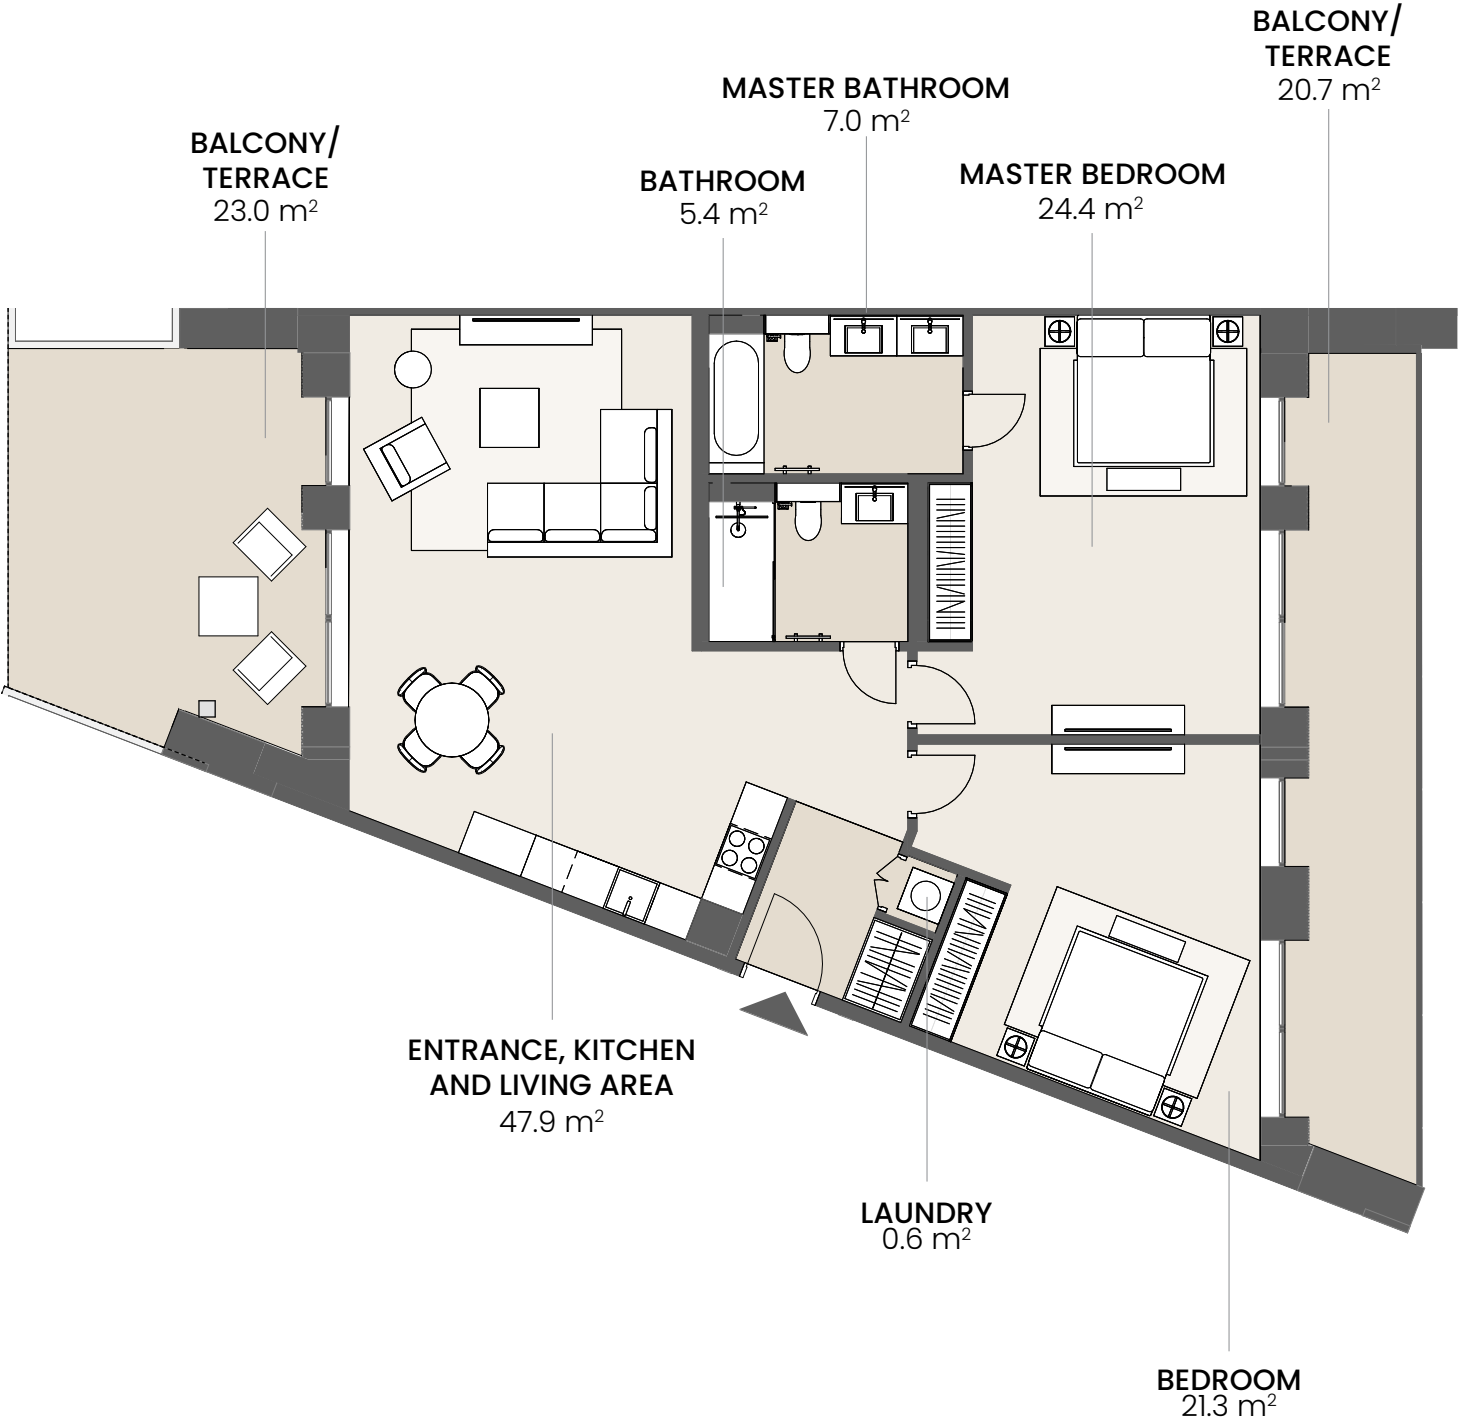 BALCONY/
TERRACE
20.7 m²
MASTER BATHROOM
7.0 m²
BALCONY/
TERRACE
23.0 m²
BATHROOM
5.4 m²
MASTER BEDROOM
24.4 m²
ENTRANCE, KITCHEN
AND LIVING AREA
47.9 m²
LAUNDRY
0.6 m²
BEDROOM
21.3 m²